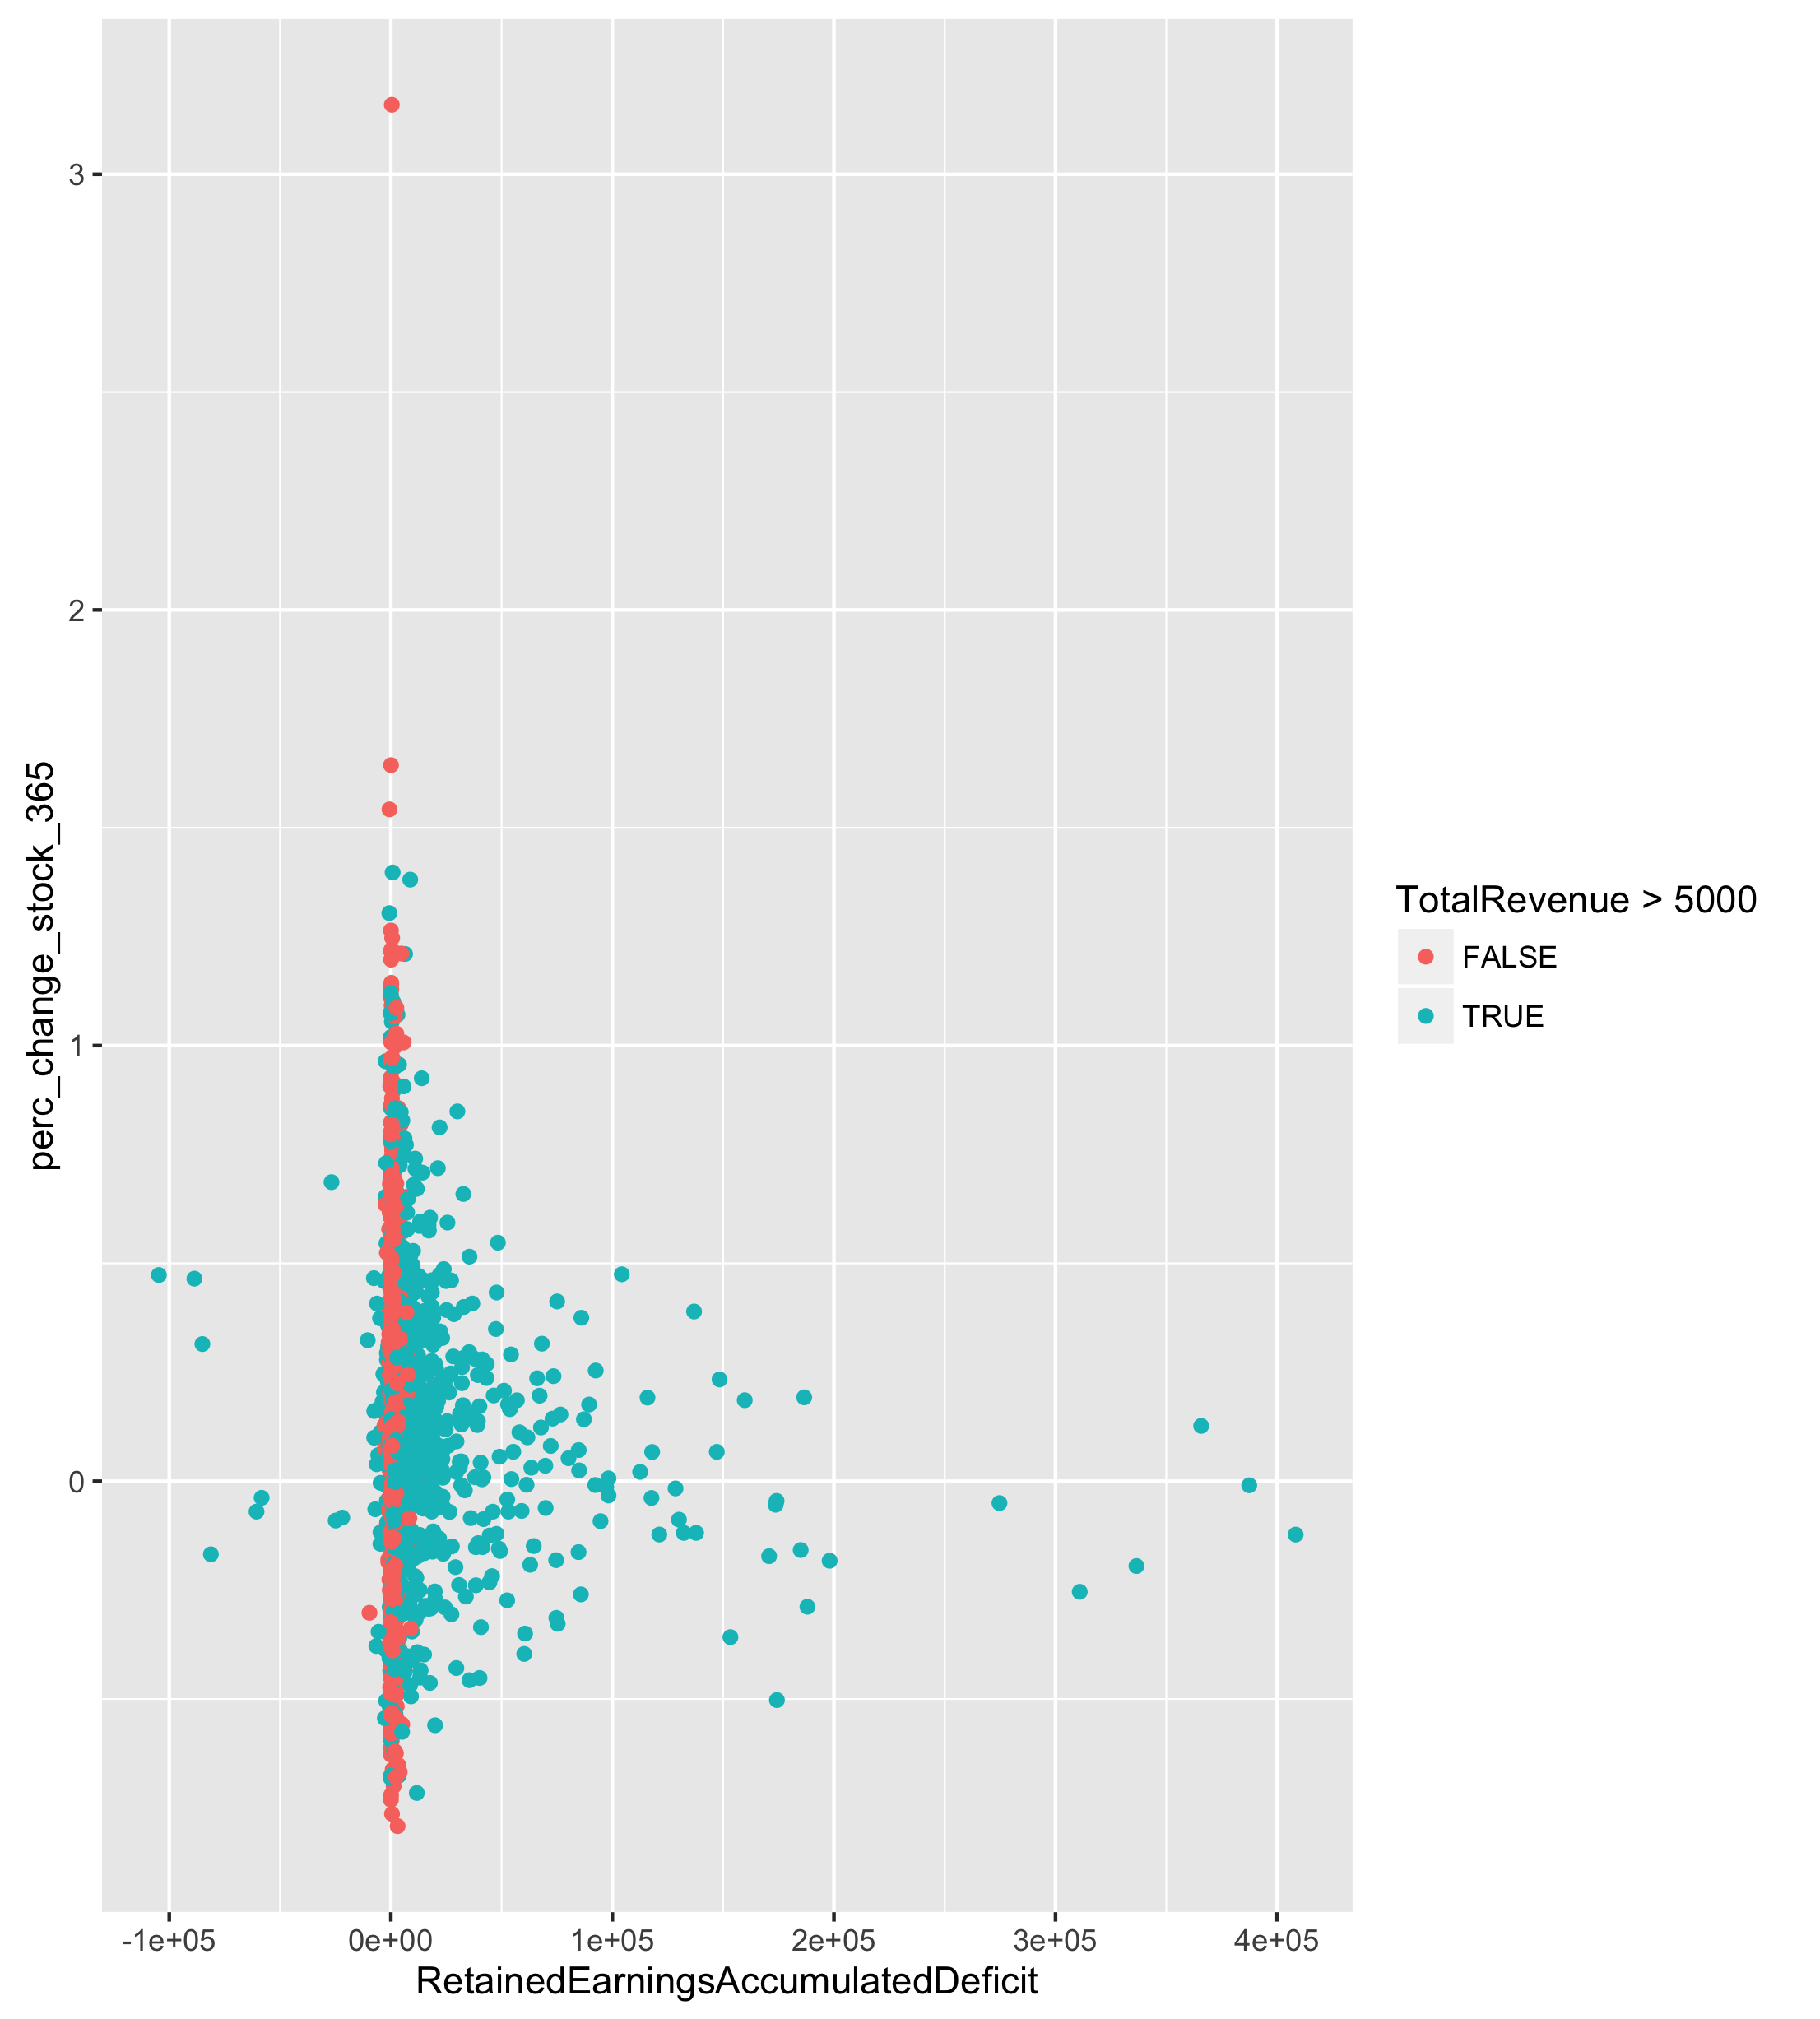 3
2
1
0
perc_change_stock_365
-1e+05
0e+00
1e+05
2e+05
3e+05
4e+05
RetainedEarningsAccumulatedDeficit
TotalRevenue > 5000
FALSE
TRUE